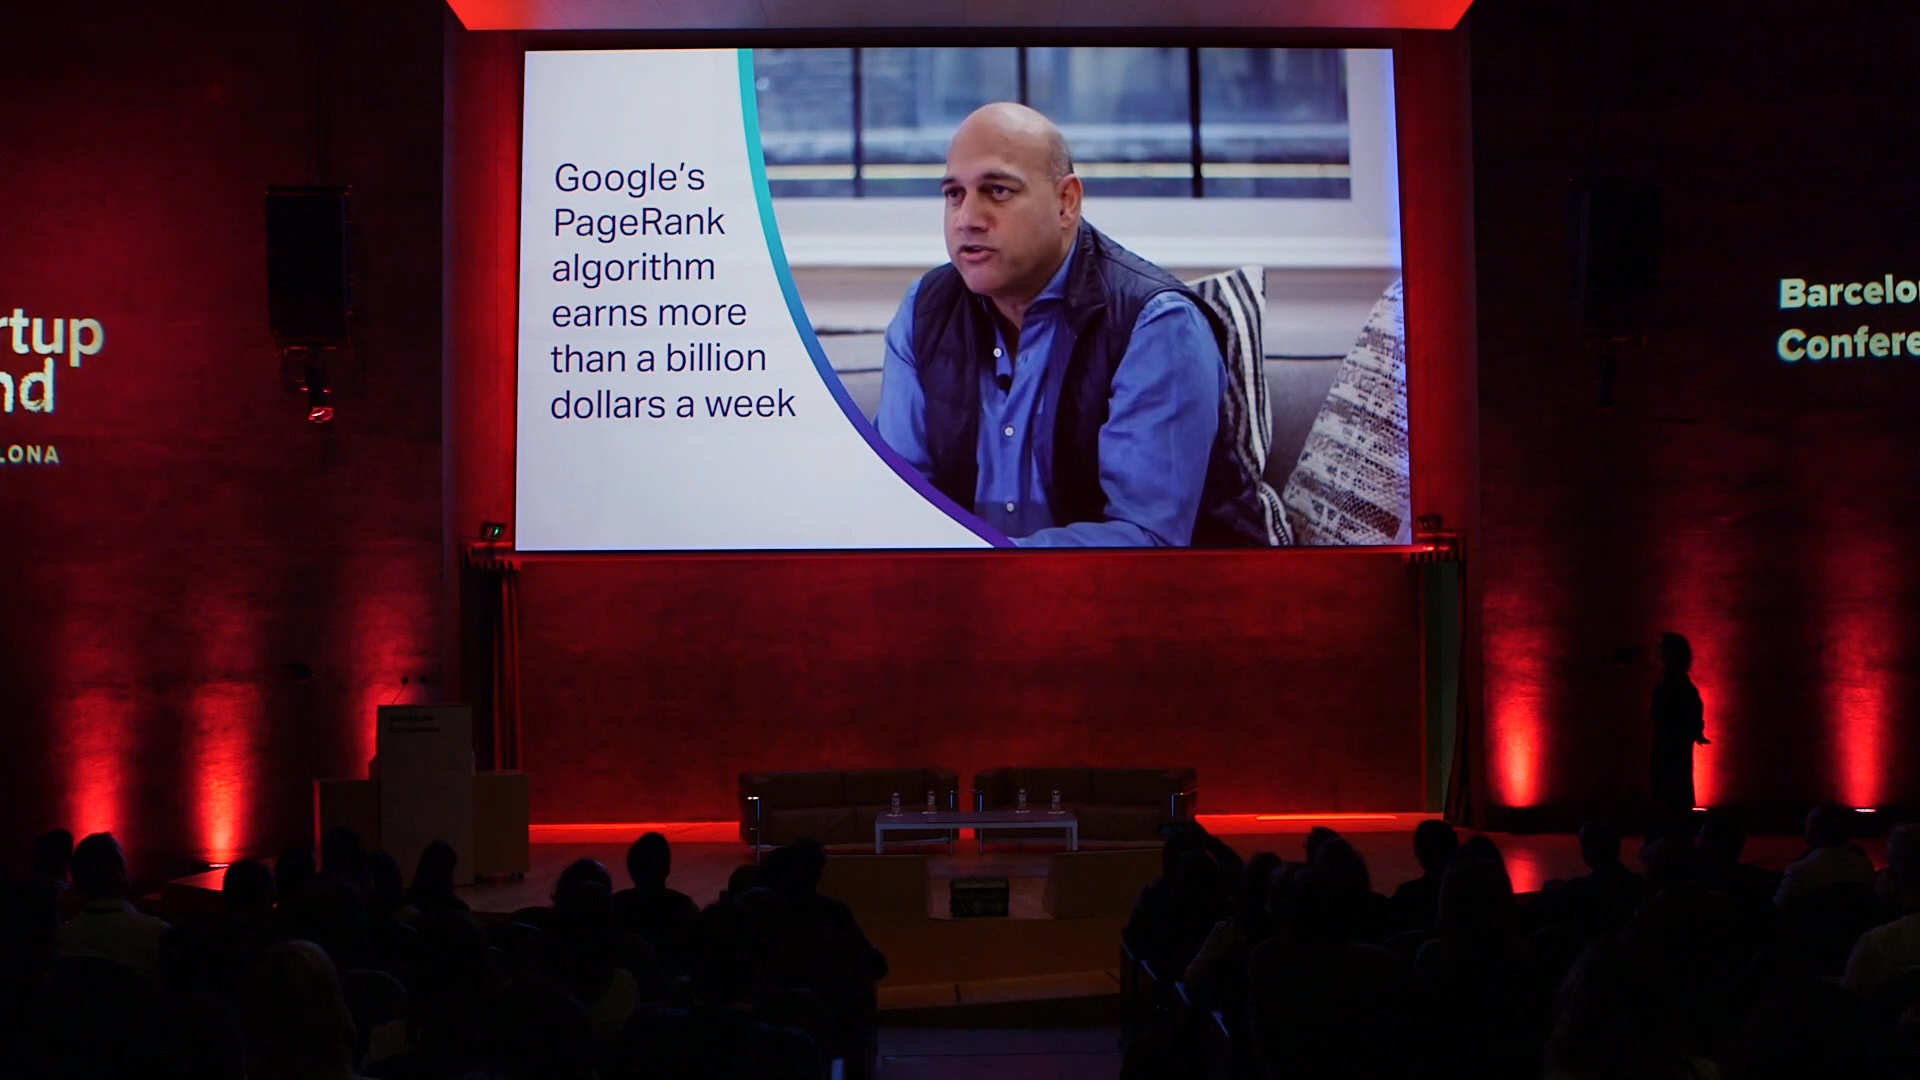 Google's
PageRank
algorithm
earns more
than a billion
dollars a week
rtup
nd
LONA
Barcelo
Confere